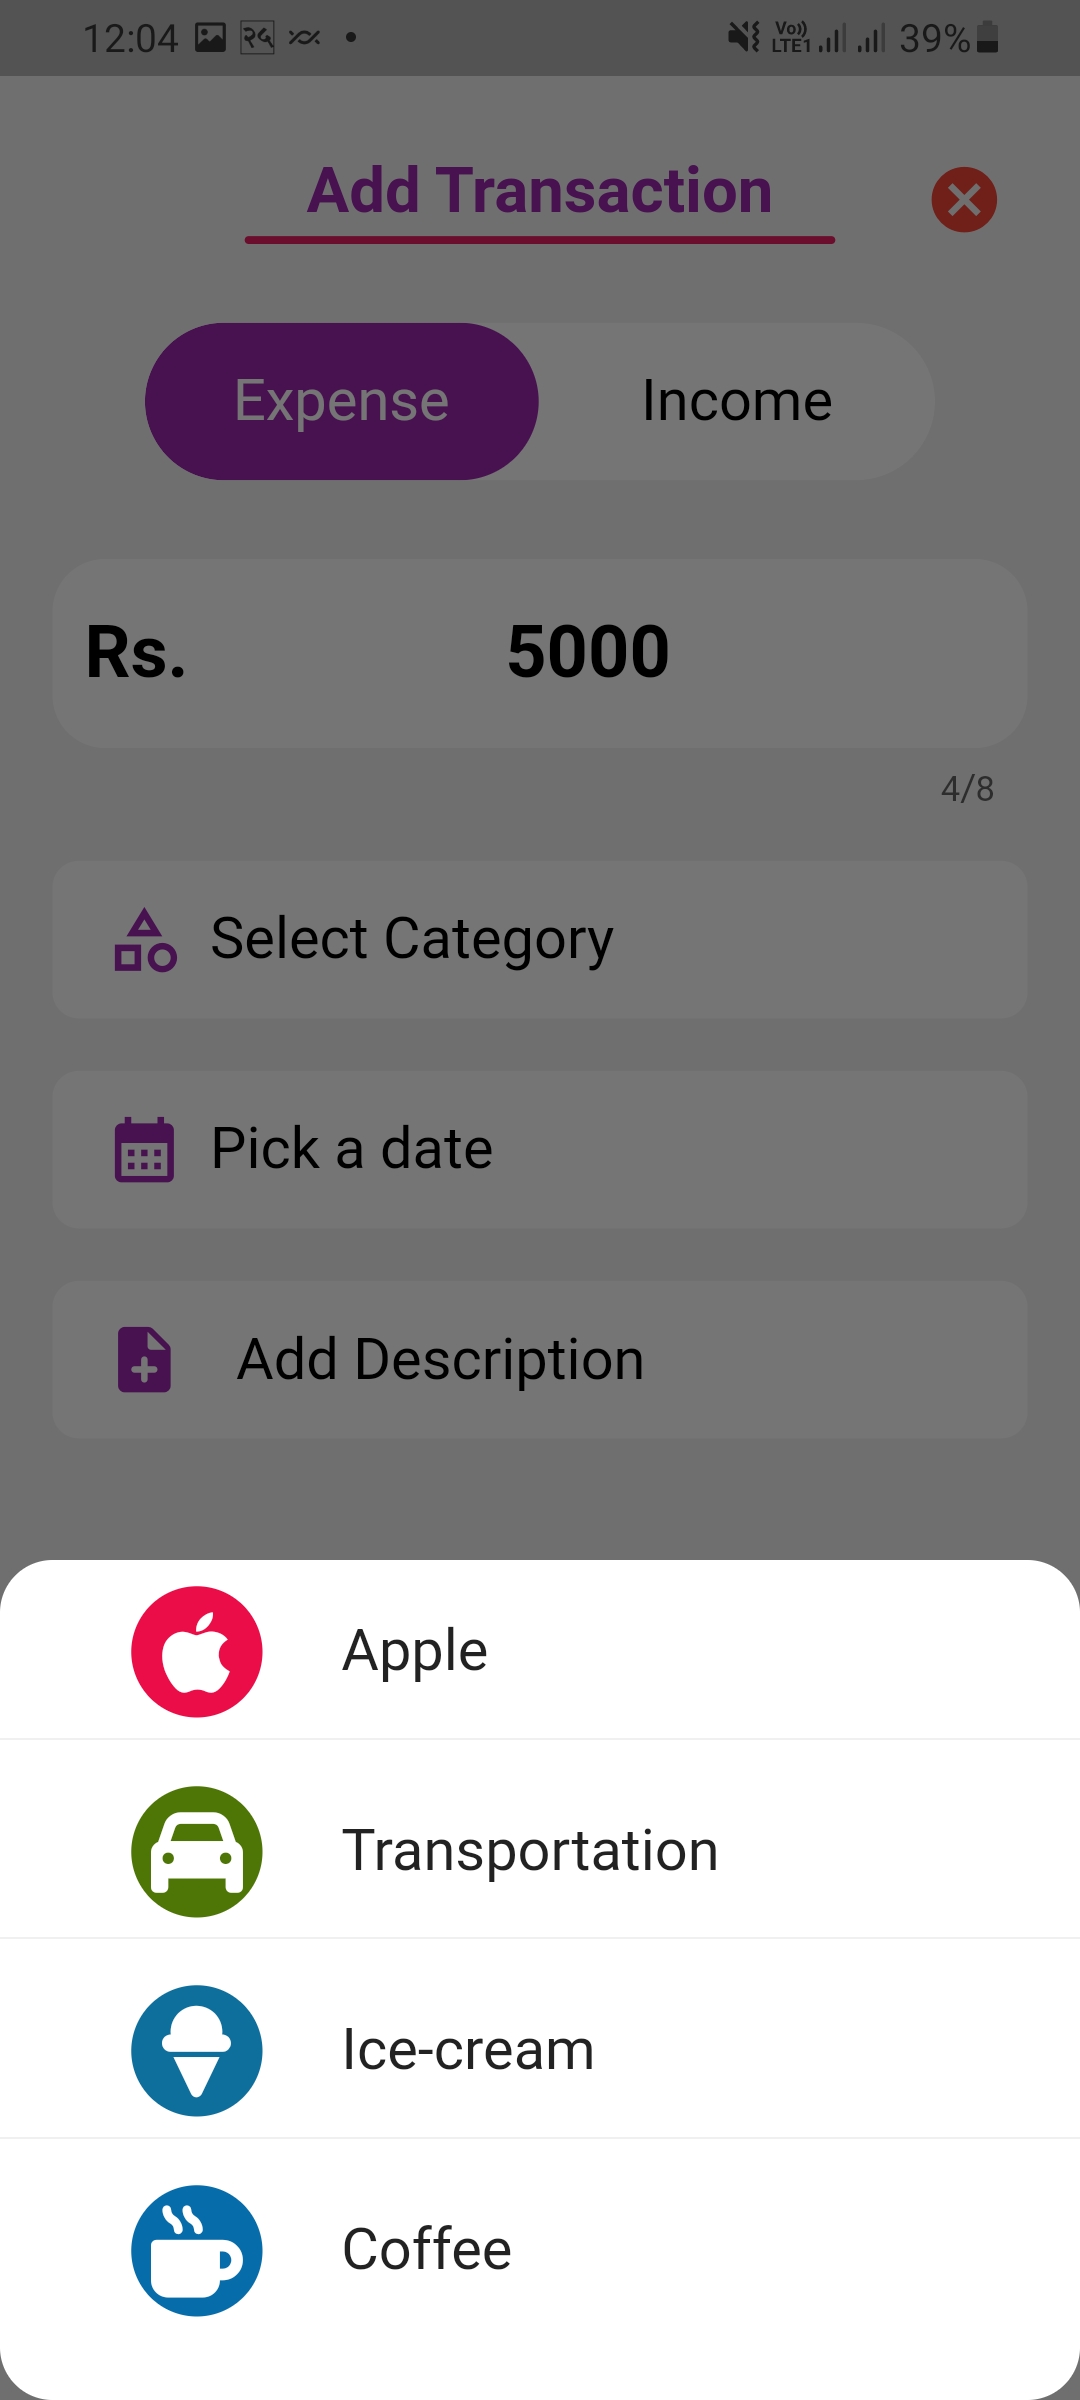 12:04 २५ Vo)) LTE1 39%
Add Transaction
Expense Income
Rs. 5000
4/8
Select Category
Pick a date
Add Description
Apple
Transportation
Ice-cream
Coffee